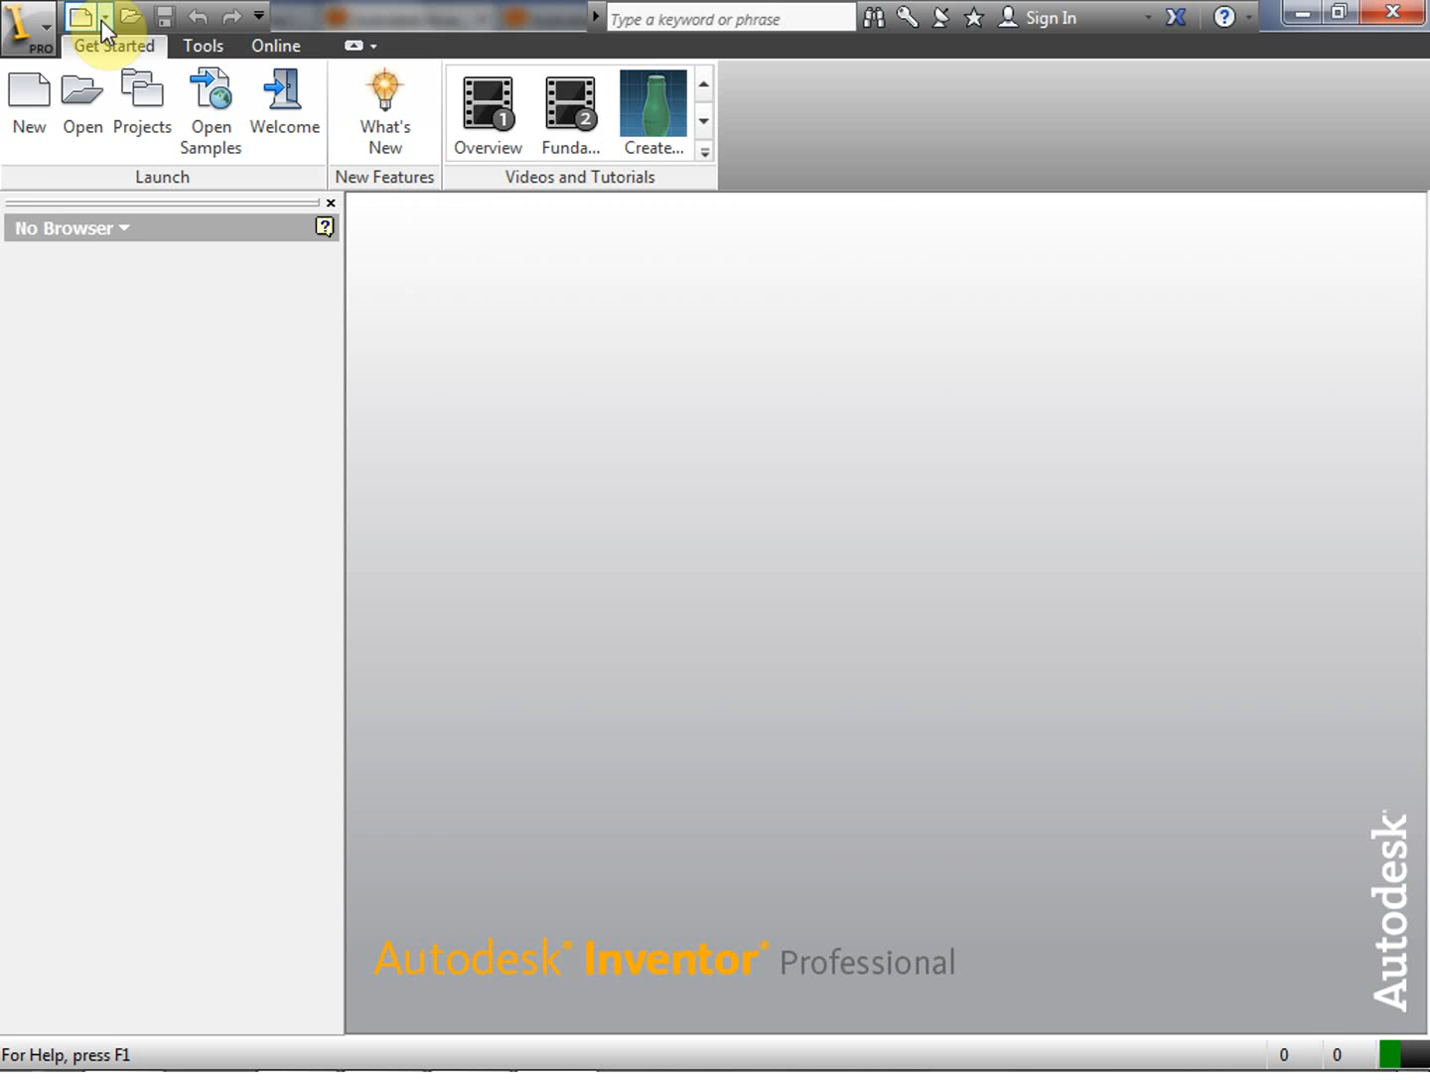 Type a keyword or phrase
Sign In
PRO
Get Started
Tools
Online
New
Open
Projects
Open Samples
Welcome
What's New
1
Overview
2
Funda...
Create...
Launch
New Features
Videos and Tutorials
No Browser
Autodesk
Autodesk Inventor Professional
For Help, press F1
0
0